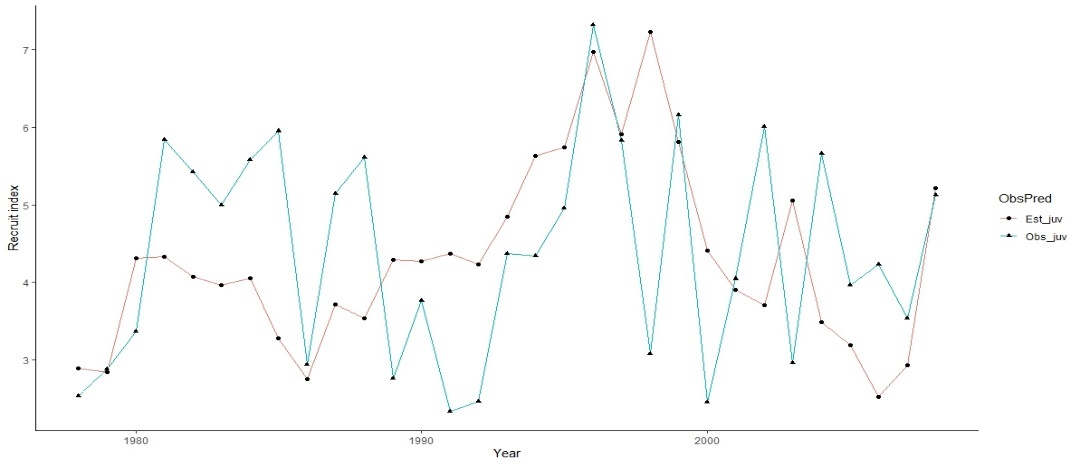 7
6
5
4
3
Recruit index
1980
1990
2000
Year
ObsPred
Est_juv
Obs_juv